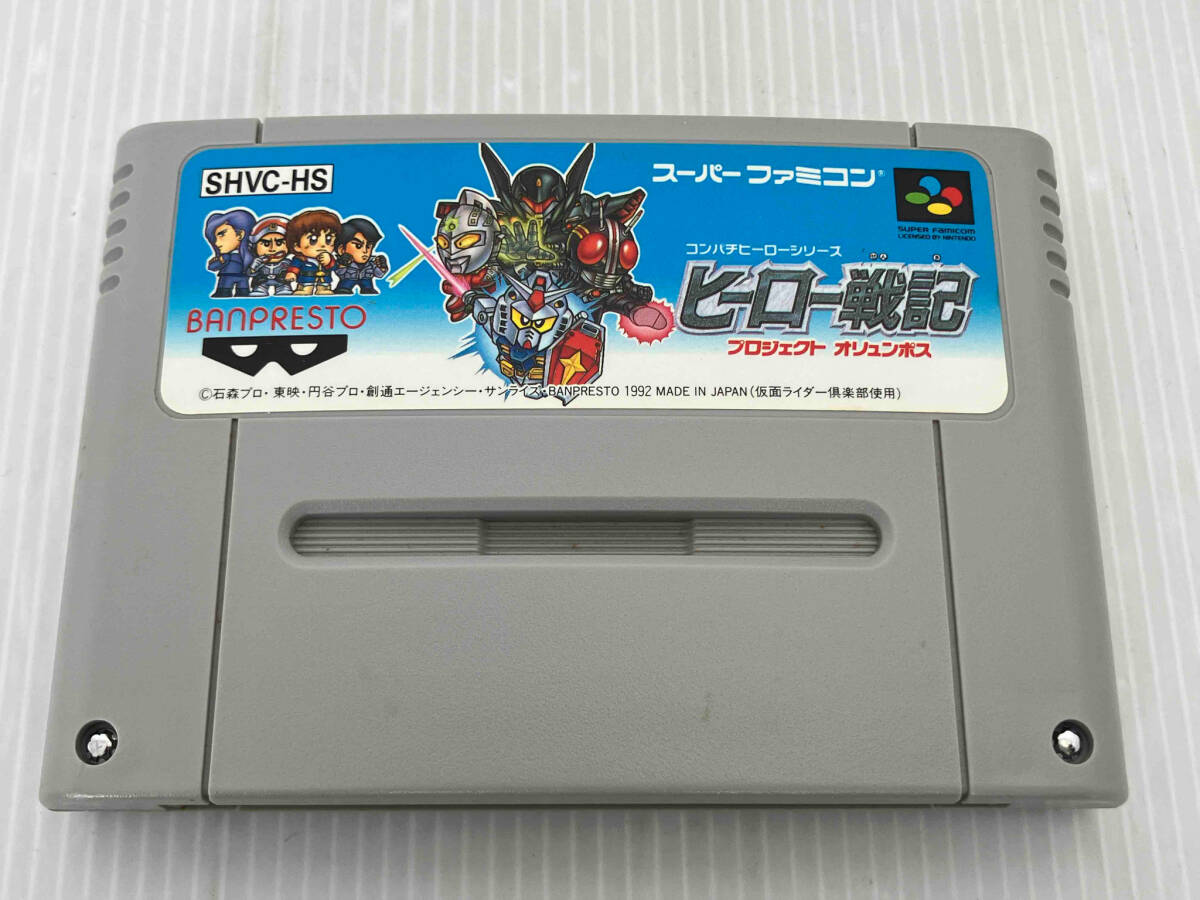 SHVC-HS
スーパーファミコン®
SUPER FAMICOM
LICENSED BY NINTENDO
コンパチヒーローシリーズ
ヒーロー戦記
せんき
プロジェクト オリュンポス
BANPRESTO
©石森プロ・東映・円谷プロ・創通エージェンシー・サンライズ・BANPRESTO 1992 MADE IN JAPAN(仮面ライダー倶楽部使用)